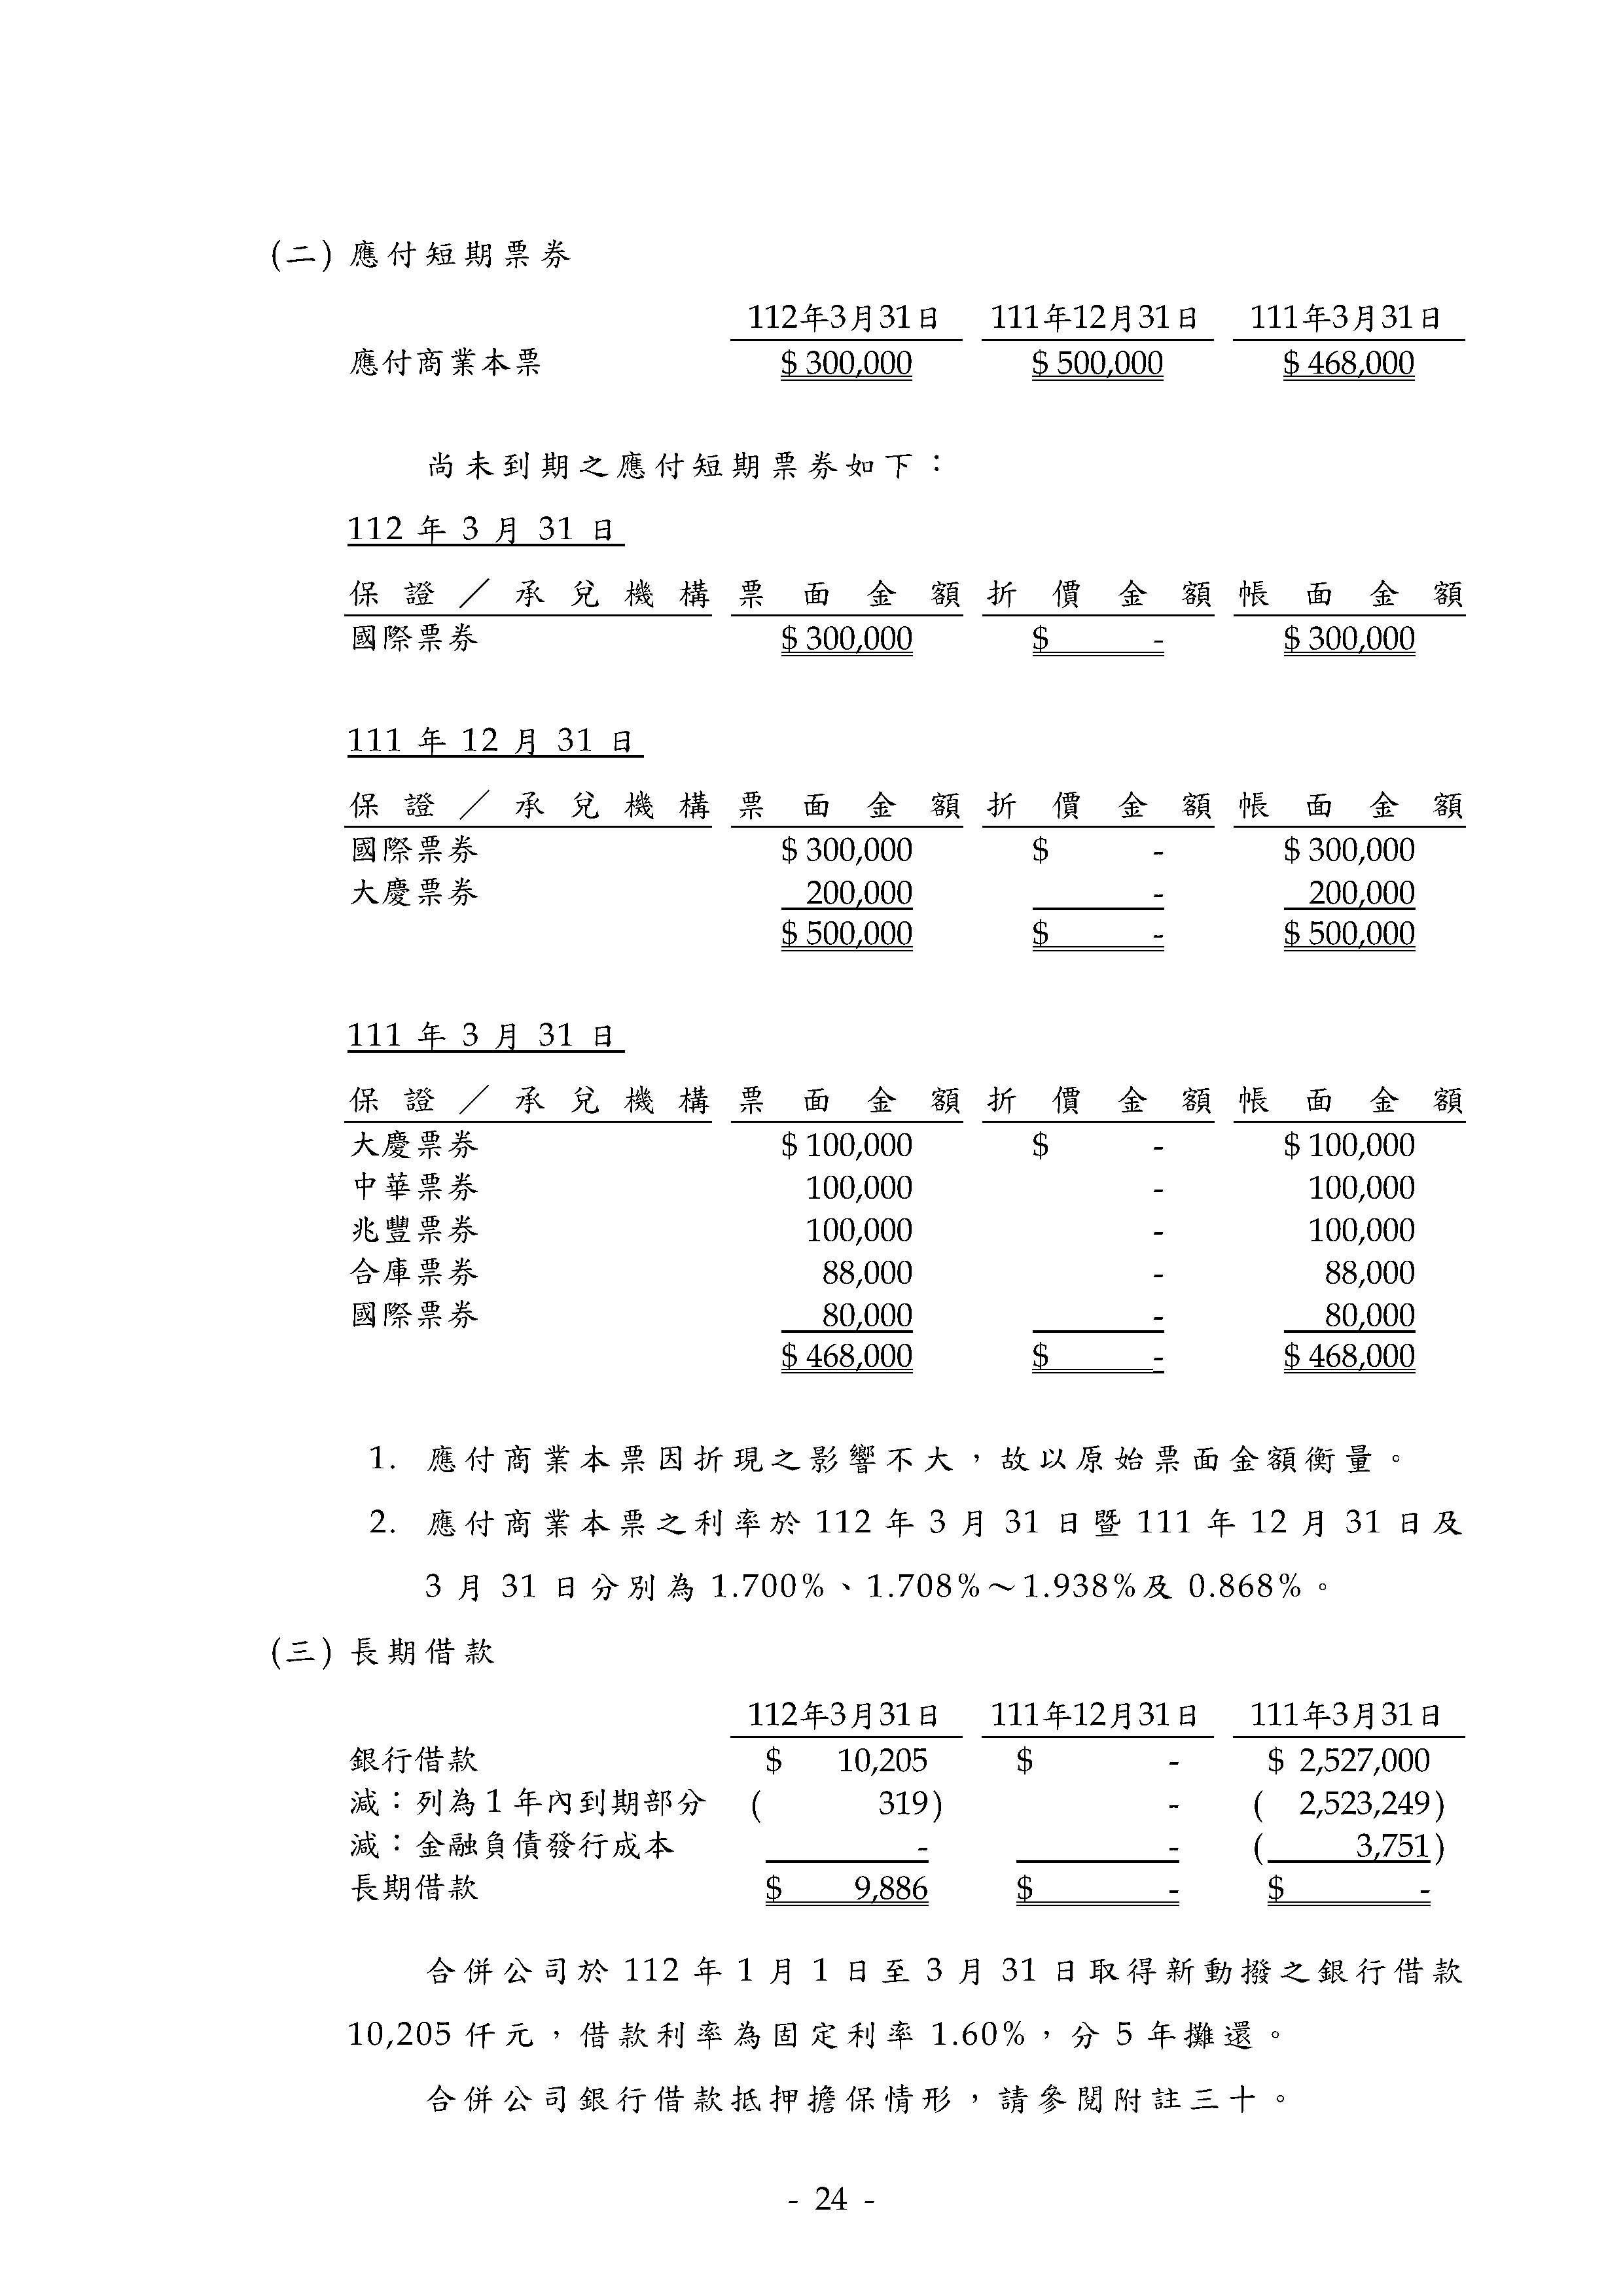 (二) 應付短期票券
112年3月31日 111年12月31日 111年3月31日
應付商業本票 $ 300,000 $ 500,000 $ 468,000
尚未到期之應付短期票券如下：
112 年 3 月 31 日
保證／承兌機構 票面金額 折價金額 帳面金額
國際票券 $ 300,000 $ - $ 300,000
111 年 12 月 31 日
保證／承兌機構 票面金額 折價金額 帳面金額
國際票券 $ 300,000 $ - $ 300,000
大慶票券 200,000 - 200,000
$ 500,000 $ - $ 500,000
111 年 3 月 31 日
保證／承兌機構 票面金額 折價金額 帳面金額
大慶票券 $ 100,000 $ - $ 100,000
中華票券 100,000 - 100,000
兆豐票券 100,000 - 100,000
合庫票券 88,000 - 88,000
國際票券 80,000 - 80,000
$ 468,000 $ - $ 468,000
1. 應付商業本票因折現之影響不大，故以原始票面金額衡量。
2. 應付商業本票之利率於 112 年 3 月 31 日暨 111 年 12 月 31 日及
3 月 31 日分別為 1.700%、1.708%～1.938%及 0.868%。
(三) 長期借款
112年3月31日 111年12月31日 111年3月31日
銀行借款 $ 10,205 $ - $ 2,527,000
減：列為 1 年內到期部分 ( 319) - ( 2,523,249)
減：金融負債發行成本 - - ( 3,751)
長期借款 $ 9,886 $ - $ -
合併公司於 112 年 1 月 1 日至 3 月 31 日取得新動撥之銀行借款
10,205 仟元，借款利率為固定利率 1.60%，分 5 年攤還。
合併公司銀行借款抵押擔保情形，請參閱附註三十。
- 24 -